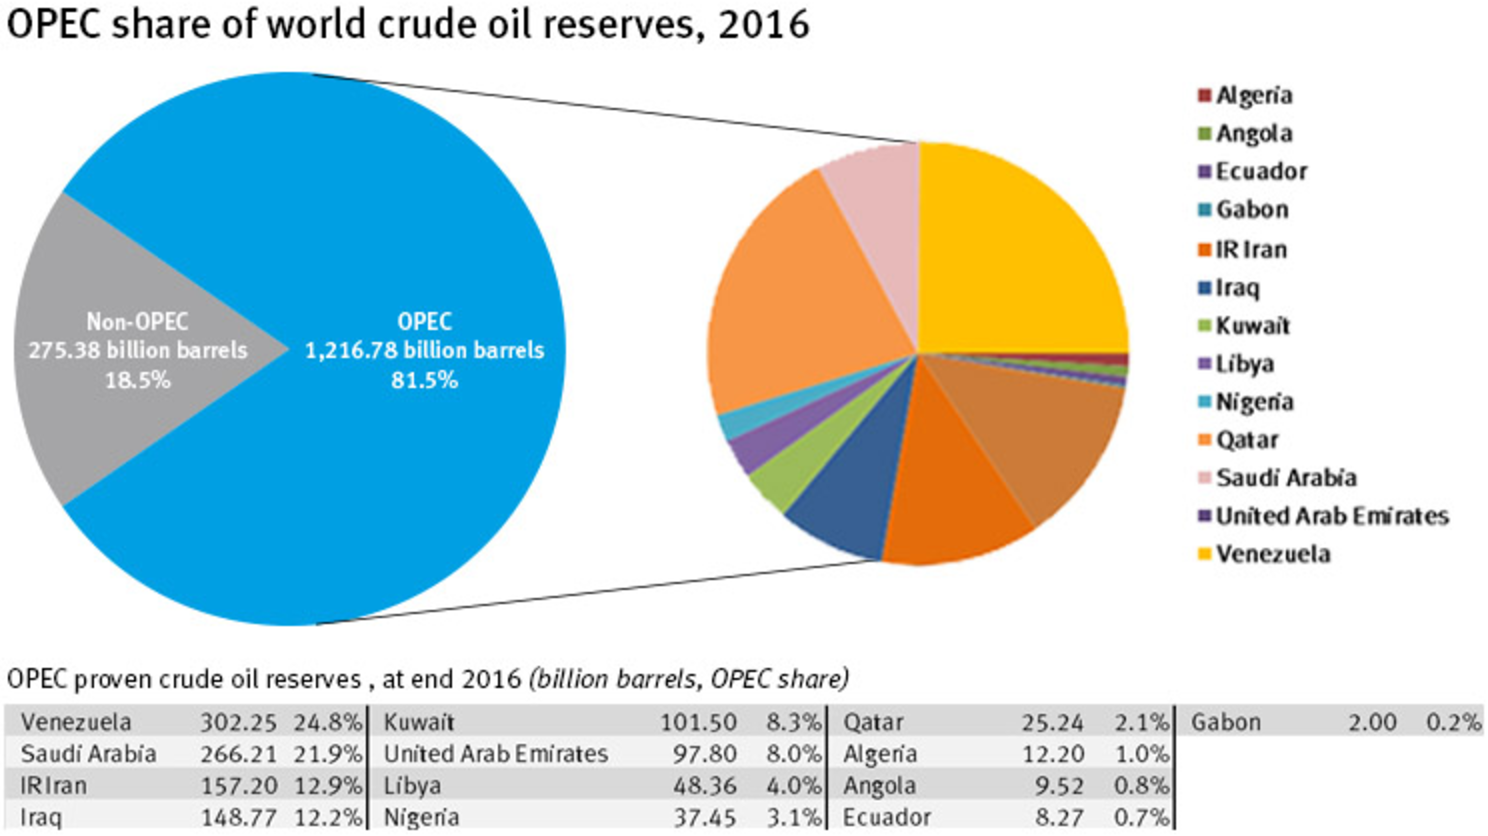 OPEC share of world crude oil reserves, 2016
Non-OPEC
275.38 billion barrels
18.5%
OPEC
1,216.78 billion barrels
81.5%
Algeria
Angola
Ecuador
Gabon
IR Iran
Iraq
Kuwait
Libya
Nigeria
Qatar
Saudi Arabia
United Arab Emirates
Venezuela
OPEC proven crude oil reserves , at end 2016 (billion barrels, OPEC share)
Venezuela 302.25 24.8% Kuwait 101.50 8.3% Qatar 25.24 2.1% Gabon 2.00 0.2%
Saudi Arabia 266.21 21.9% United Arab Emirates 97.80 8.0% Algeria 12.20 1.0%
IR Iran 157.20 12.9% Libya 48.36 4.0% Angola 9.52 0.8%
Iraq 148.77 12.2% Nigeria 37.45 3.1% Ecuador 8.27 0.7%